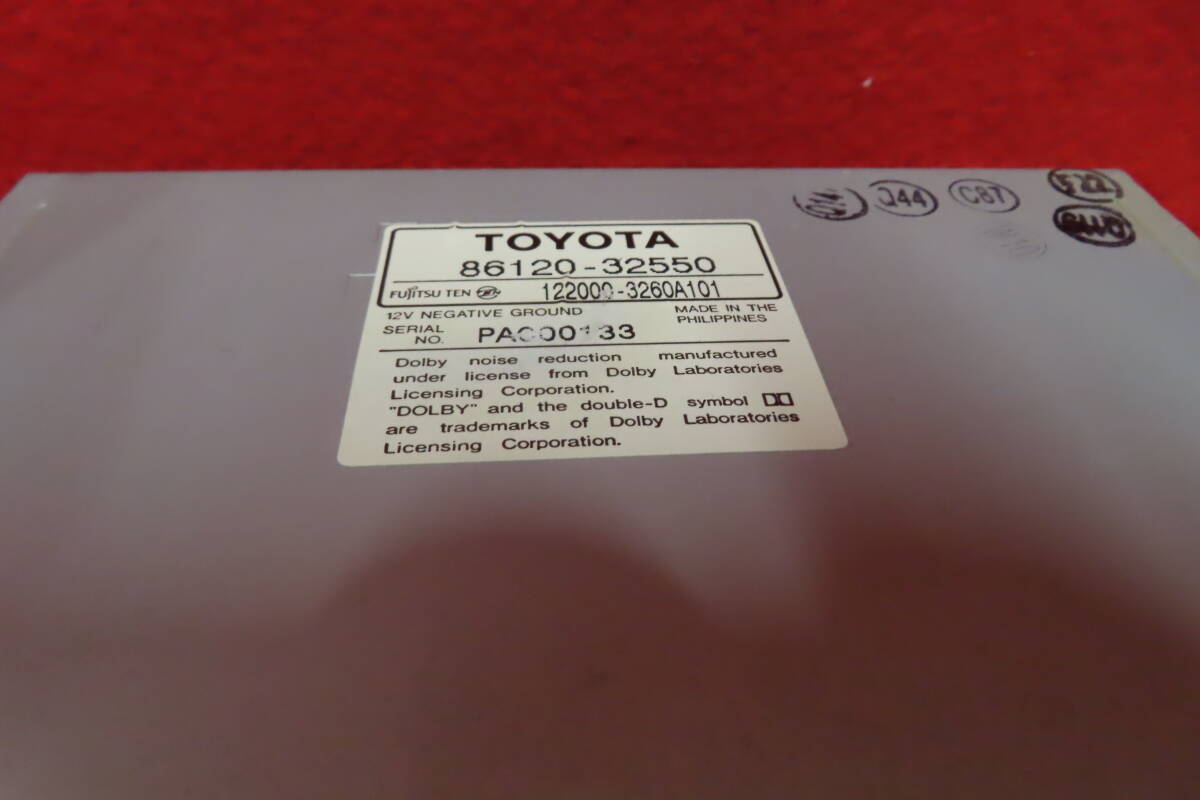 J44
C87
TOYOTA
86120-32550
FUJITSU TEN 122000-3260A101
12V NEGATIVE GROUND
MADE IN THE
PHILIPPINES
SERIAL
NO.
Dolby noise reduction manufactured
under license from Dolby Laboratories
Licensing Corporation.
"DOLBY" and the double-D symbol
are trademarks of Dolby Laboratories
Licensing Corporation.